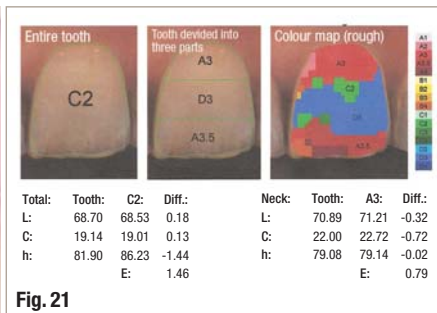 Entire tooth
C2
Tooth devided into
three parts
A3
D3
A3.5
Colour map (rough)
A3
C2
A3.5
A1
A2
A3
A3.5
B1
B2
B3
B4
C1
C2
C3
D2
D3
Total: Tooth: C2: Diff.:
L: 68.70 68.53 0.18
C: 19.14 19.01 0.13
h: 81.90 86.23 -1.44
E: 1.46
Neck: Tooth: A3: Diff.:
L: 70.89 71.21 -0.32
C: 22.00 22.72 -0.72
h: 79.08 79.14 -0.02
E: 0.79
Fig. 21